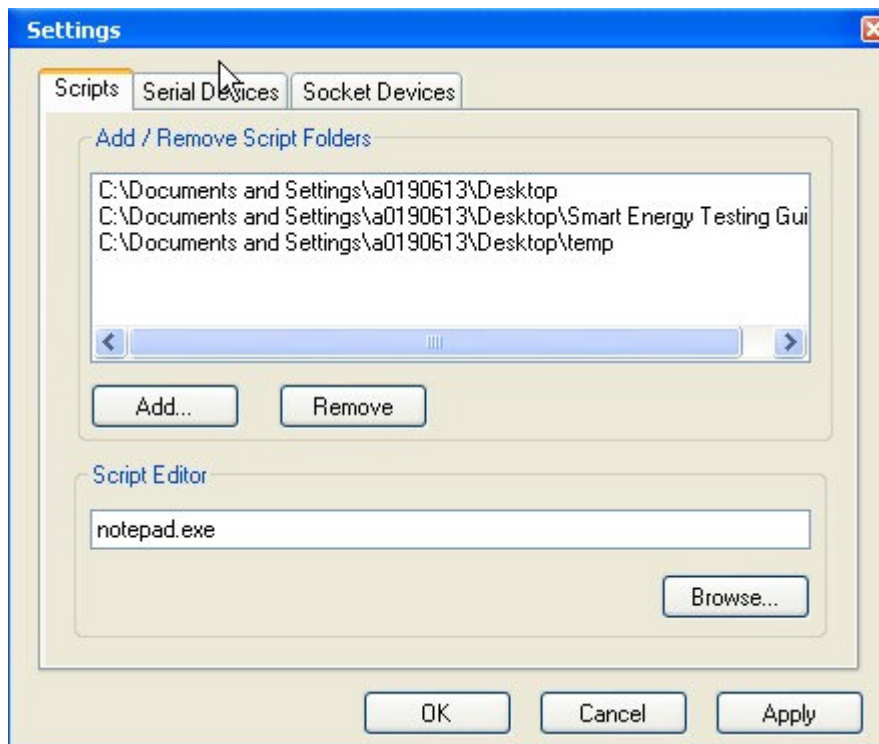 Settings
Scripts Serial Devices Socket Devices
Add / Remove Script Folders
C:\Documents and Settings\a0190613\Desktop
C:\Documents and Settings\a0190613\Desktop\Smart Energy Testing Gui
C:\Documents and Settings\a0190613\Desktop\temp
Add... Remove
Script Editor
notepad.exe
Browse...
OK Cancel Apply